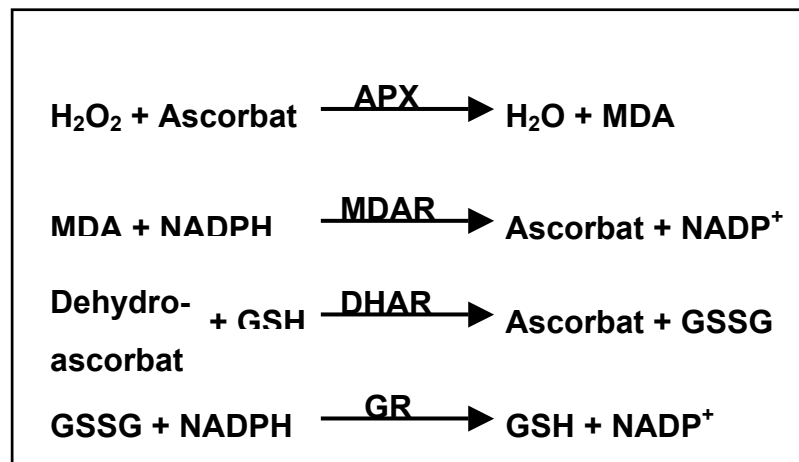 H₂O₂ + Ascorbat APX H₂O + MDA
MDA + NADPH MDAR Ascorbat + NADP⁺
Dehydro-
ascorbat + GSH DHAR Ascorbat + GSSG
GSSG + NADPH GR GSH + NADP⁺